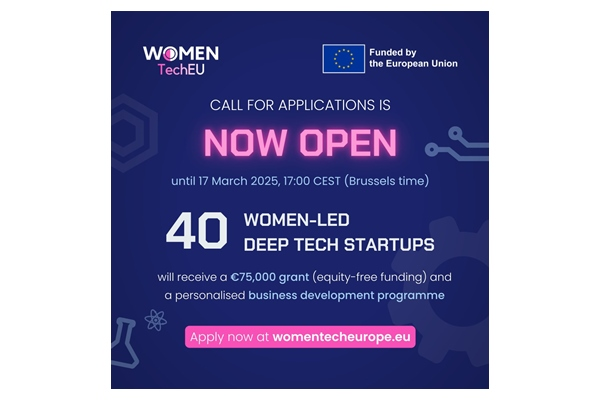 WOMEN
TechEU
Funded by
the European Union
CALL FOR APPLICATIONS IS
NOW OPEN
until 17 March 2025, 17:00 CEST (Brussels time)
40 WOMEN-LED
DEEP TECH STARTUPS
will receive a €75,000 grant (equity-free funding) and
a personalised business development programme
Apply now at womentecheurope.eu